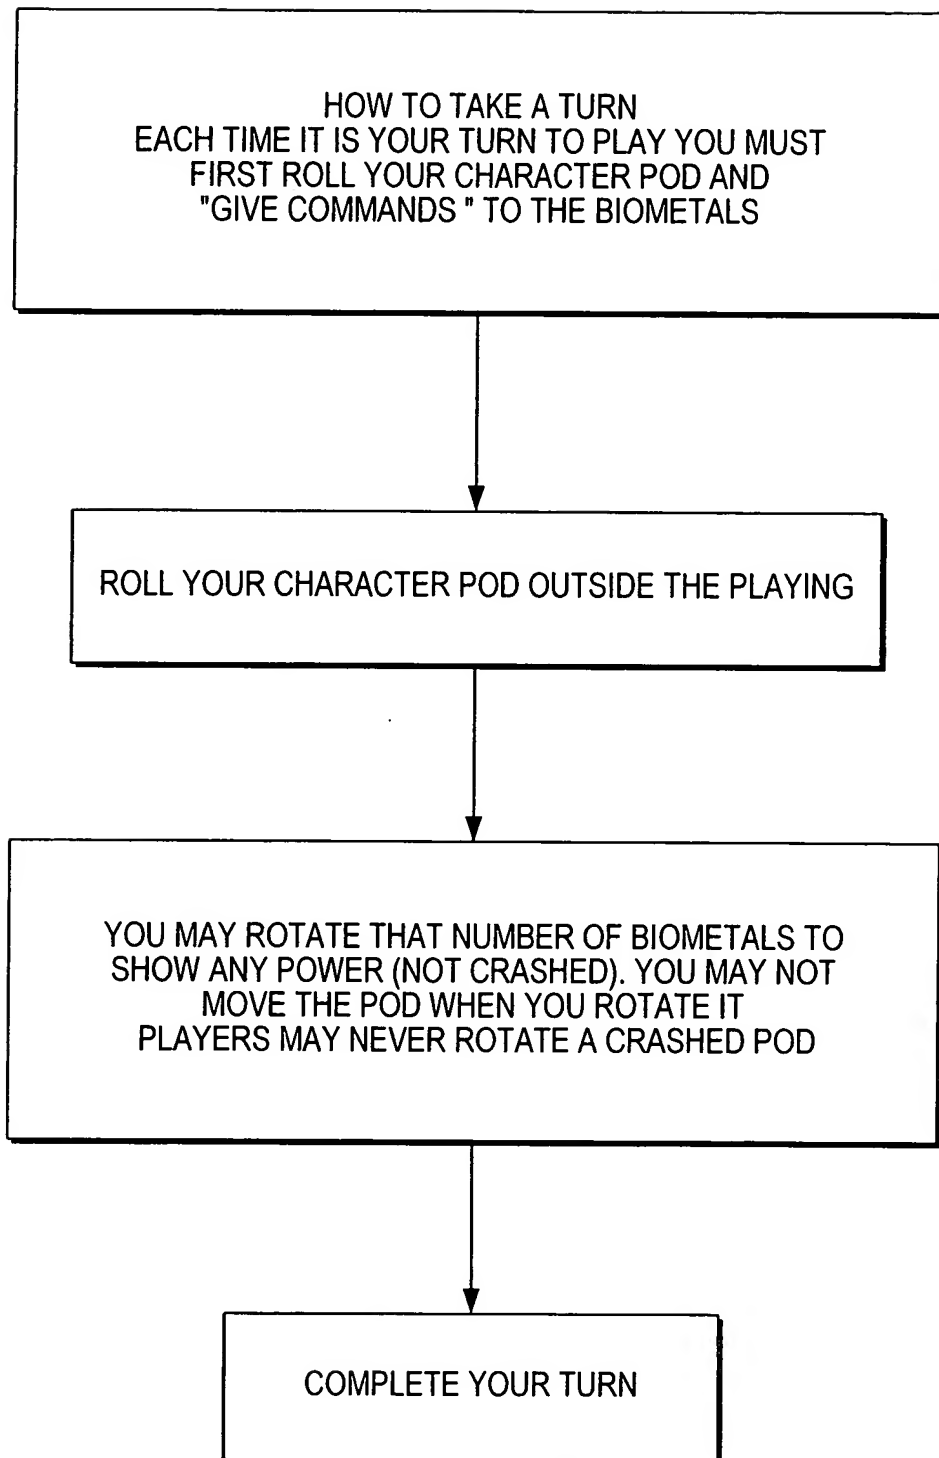 HOW TO TAKE A TURN
EACH TIME IT IS YOUR TURN TO PLAY YOU MUST
FIRST ROLL YOUR CHARACTER POD AND
"GIVE COMMANDS " TO THE BIOMETALS
ROLL YOUR CHARACTER POD OUTSIDE THE PLAYING
YOU MAY ROTATE THAT NUMBER OF BIOMETALS TO
SHOW ANY POWER (NOT CRASHED). YOU MAY NOT
MOVE THE POD WHEN YOU ROTATE IT
PLAYERS MAY NEVER ROTATE A CRASHED POD
COMPLETE YOUR TURN